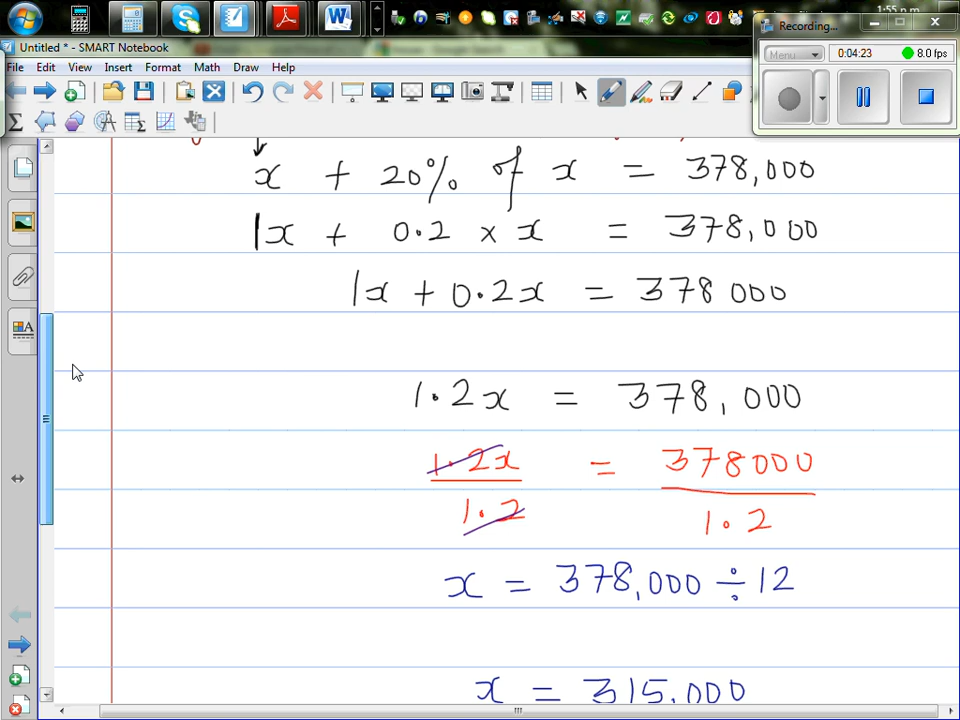 1:55 p.m.
Recording...
Menu
0:04:23
8.0 fps
Untitled * - SMART Notebook
File Edit View Insert Format Math Draw Help
x + 20% of x = 378,000
1x + 0.2 × x = 378,000
1x + 0.2x = 378 000
1.2x = 378,000
1.2x = 378000
1.2 1.2
x = 378,000 ÷ 12
x = 315,000